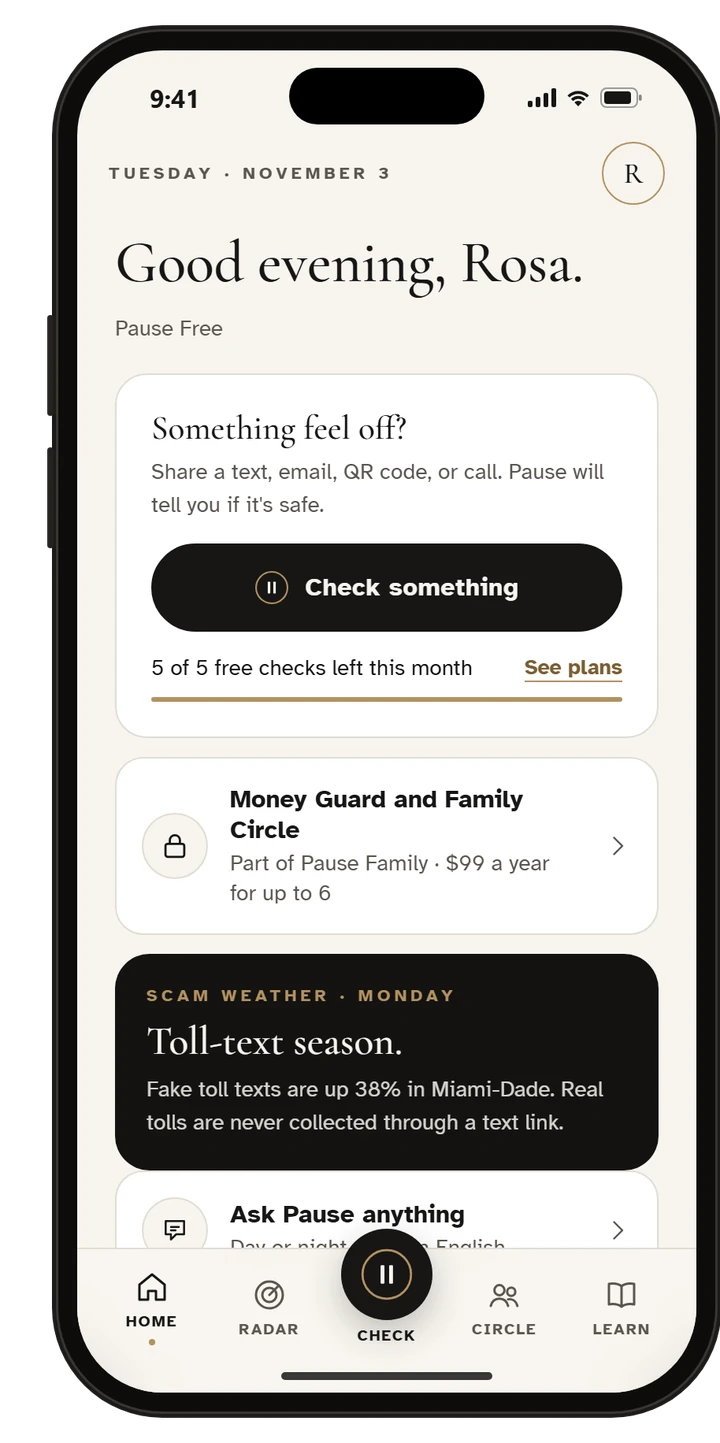 9:41
TUESDAY · NOVEMBER 3
R
Good evening, Rosa.
Pause Free
Something feel off?
Share a text, email, QR code, or call. Pause will
tell you if it's safe.
Check something
5 of 5 free checks left this month
See plans
Money Guard and Family
Circle
Part of Pause Family · $99 a year
for up to 6
SCAM WEATHER · MONDAY
Toll-text season.
Fake toll texts are up 38% in Miami-Dade. Real
tolls are never collected through a text link.
Ask Pause anything
Day or night English
HOME
RADAR
CHECK
CIRCLE
LEARN